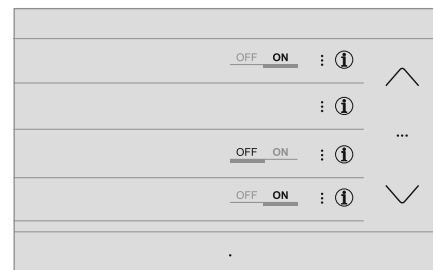 OFF ON ⋮ i
⋮ i
...
OFF ON ⋮ i
OFF ON ⋮ i
.